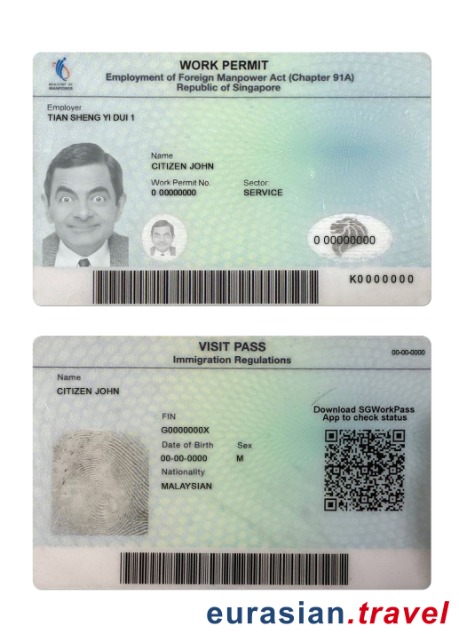 WORK PERMIT
Employment of Foreign Manpower Act (Chapter 91A)
Republic of Singapore
MINISTRY OF
MANPOWER
Employer
TIAN SHENG YI DUI 1
Name
CITIZEN JOHN
Work Permit No.
Sector
0 00000000
SERVICE
0 00000000
K0000000
VISIT PASS
Immigration Regulations
00-00-0000
Name
CITIZEN JOHN
FIN
G0000000X
Date of Birth
Sex
00-00-0000
M
Nationality
MALAYSIAN
Download SGWorkPass
App to check status
eurasian.travel